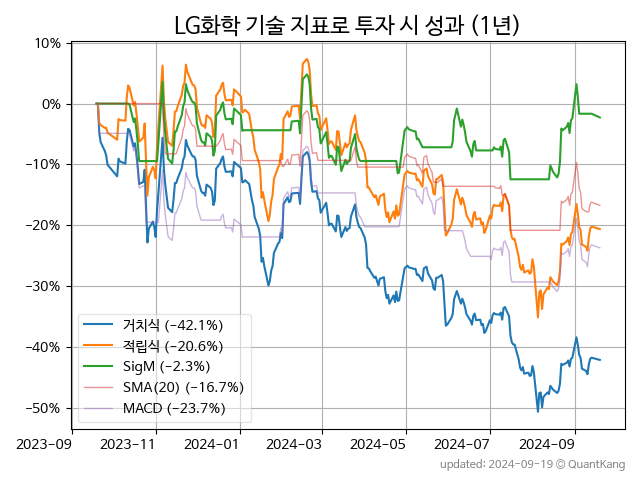 LG화학 기술 지표로 투자 시 성과 (1년)
10%
0%
−10%
−20%
−30%
−40%
−50%
거치식 (−42.1%)
적립식 (−20.6%)
SigM (−2.3%)
SMA(20) (−16.7%)
MACD (−23.7%)
2023-09 2023-11 2024-01 2024-03 2024-05 2024-07 2024-09
updated: 2024-09-19 © QuantKang